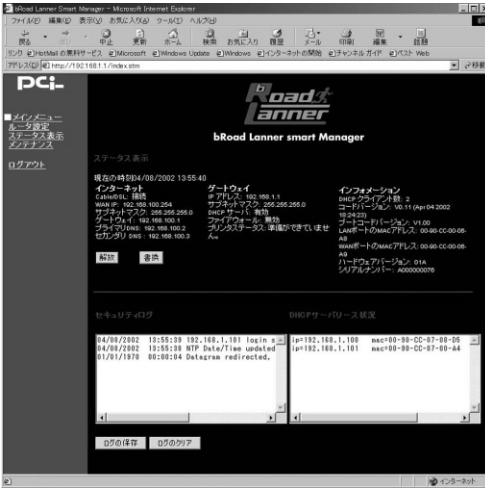 bRoad Lanner Smart Manager - Microsoft Internet Explorer
ファイル(F) 編集(E) 表示(V) お気に入り(A) ツール(T) ヘルプ(H)
戻る 中止 更新 ホーム 検索 お気に入り 履歴 メール 印刷 編集 話題
リンク HotMail の無料サービス Microsoft Windows Update Windows インターネットの開始 チャンネル ガイド ベスト Web
アドレス(D) http://192.168.1.1/index.stm 移動
PCi-
bRoad
Lanner
bRoad Lanner smart Manager
■メインメニュー
ルータ設定
ステータス表示
メンテナンス
ログアウト
ステータス表示
現在の時刻04/08/2002 13:55:40
インターネット
Cable/DSL: 接続
WAN IP: 192.168.100.254
サブネットマスク: 255.255.255.0
ゲートウェイ: 192.168.100.1
プライマリDNS: 192.168.100.2
セカンダリ DNS : 192.168.100.3
解放 書換
ゲートウェイ
IP アドレス: 192.168.1.1
サブネットマスク: 255.255.255.0
DHCP サーバ: 有効
ファイアウォール: 無効
プリンタステータス: 準備ができていません。
インフォメーション
DHCP クライアント数: 2
コードバージョン: V0.11 (Apr 04 2002
18:24:23)
ブートコードバージョン: V1.00
LANポートのMACアドレス: 00-90-CC-00-06-
A8
WANポートのMACアドレス: 00-90-CC-00-06-
A9
ハードウェアバージョン: 01A
シリアルナンバー: A000000076
セキュリティログ
04/08/2002 13:55:39 192.168.1.101 login s
04/08/2002 13:55:38 NTP Date/Time updated
01/01/1970 00:00:04 Datagram redirected.
DHCPサーバリース状況
ip=192.168.1.100 mac=00-90-CC-07-00-D5
ip=192.168.1.101 mac=00-90-CC-07-00-A4
ログの保存 ログのクリア
インターネット